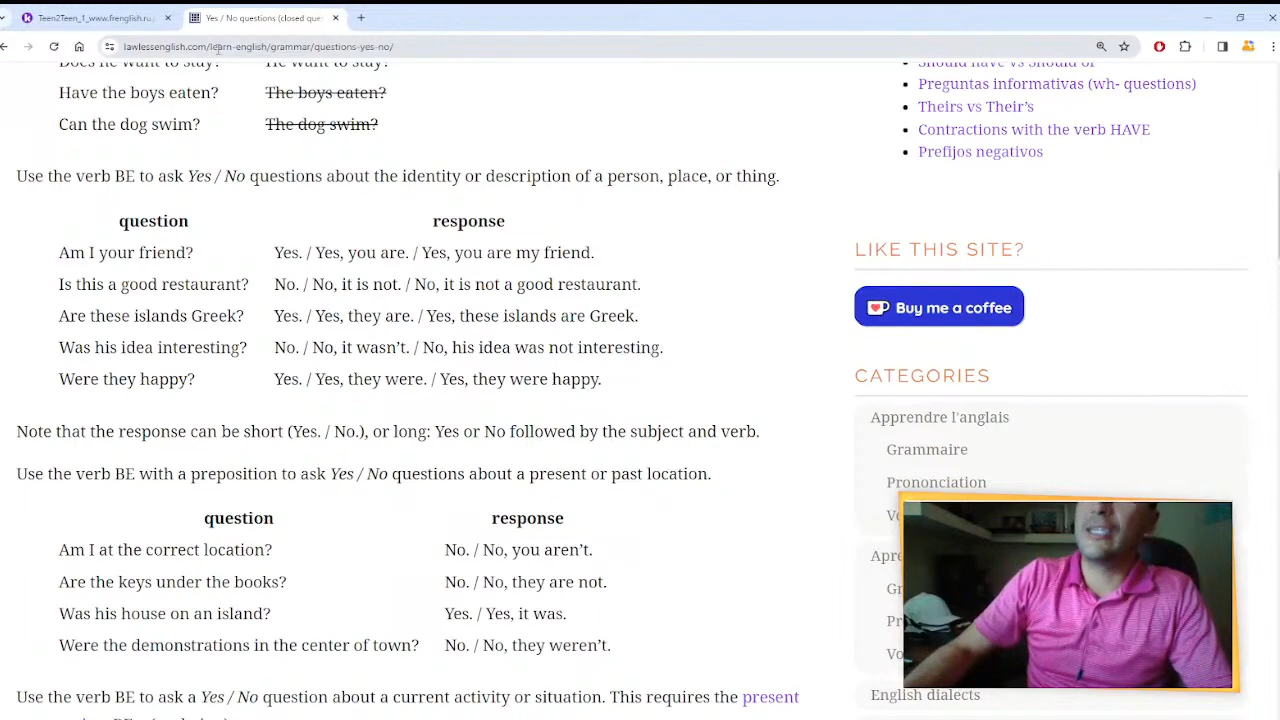 Teen2Teen_1_www.frenglish.ru.
Yes / No questions (closed que
lawlessenglish.com/learn-english/grammar/questions-yes-no/
Does he want to stay? He want to stay?
Have the boys eaten? The boys eaten?
Can the dog swim? The dog swim?
Use the verb BE to ask Yes / No questions about the identity or description of a person, place, or thing.
question response
Am I your friend? Yes. / Yes, you are. / Yes, you are my friend.
Is this a good restaurant? No. / No, it is not. / No, it is not a good restaurant.
Are these islands Greek? Yes. / Yes, they are. / Yes, these islands are Greek.
Was his idea interesting? No. / No, it wasn’t. / No, his idea was not interesting.
Were they happy? Yes. / Yes, they were. / Yes, they were happy.
Note that the response can be short (Yes. / No.), or long: Yes or No followed by the subject and verb.
Use the verb BE with a preposition to ask Yes / No questions about a present or past location.
question response
Am I at the correct location? No. / No, you aren’t.
Are the keys under the books? No. / No, they are not.
Was his house on an island? Yes. / Yes, it was.
Were the demonstrations in the center of town? No. / No, they weren’t.
Use the verb BE to ask a Yes / No question about a current activity or situation. This requires the present
Should have vs Should of
Preguntas informativas (wh- questions)
Theirs vs Their’s
Contractions with the verb HAVE
Prefijos negativos
LIKE THIS SITE?
Buy me a coffee
CATEGORIES
Apprendre l'anglais
Grammaire
Prononciation
Vo
Apre
Gr
Pr
Vo
English dialects